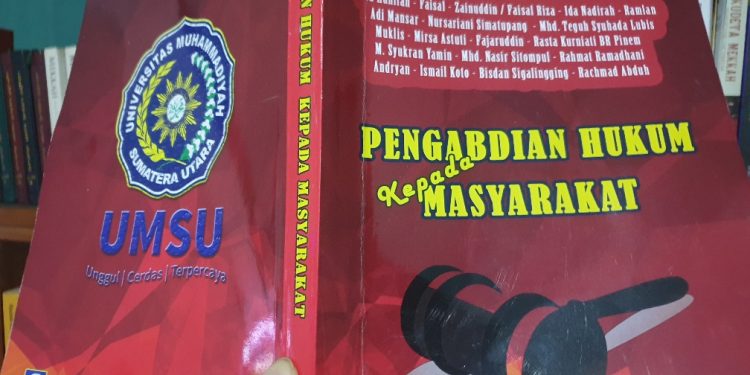 UNIVERSITAS MUHAMMADIYAH
SUMATERA UTARA
UMSU
Unggul | Cerdas | Terpercaya
HUKUM KEPADA MASYARAKAT
Faisal - Zainuddin / Faisal Riza - Ida Nadirah - Ramlan
Adi Mansar - Nursariani Simatupang - Mhd. Teguh Syuhada Lubis
Muklis - Mirsa Astuti - Fajaruddin - Rasta Kurniati BR Pinem
M. Syukran Yamin - Mhd. Nasir Sitompul - Rahmat Ramadhani
Andryan - Ismail Koto - Bisdan Sigalingging - Rachmad Abduh
PENGABDIAN HUKUM
Kepada
MASYARAKAT
KUDETA MEKKAH